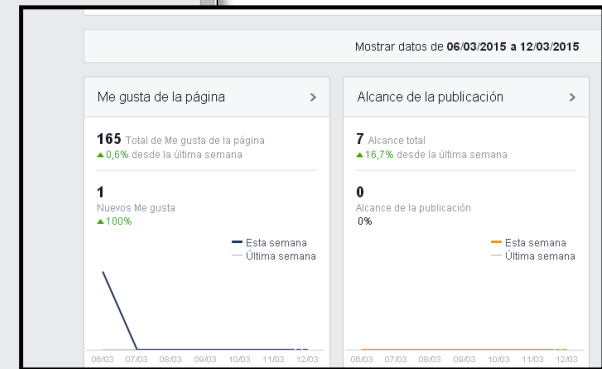 Mostrar datos de 06/03/2015 a 12/03/2015
Me gusta de la página
165 Total de Me gusta de la página
0,6% desde la última semana
1
Nuevos Me gusta
100%
Esta semana
Última semana
06/03 07/03 08/03 09/03 10/03 11/03 12/03
Alcance de la publicación
7 Alcance total
16,7% desde la última semana
0
Alcance de la publicación
0%
Esta semana
Última semana
06/03 07/03 08/03 09/03 10/03 11/03 12/03